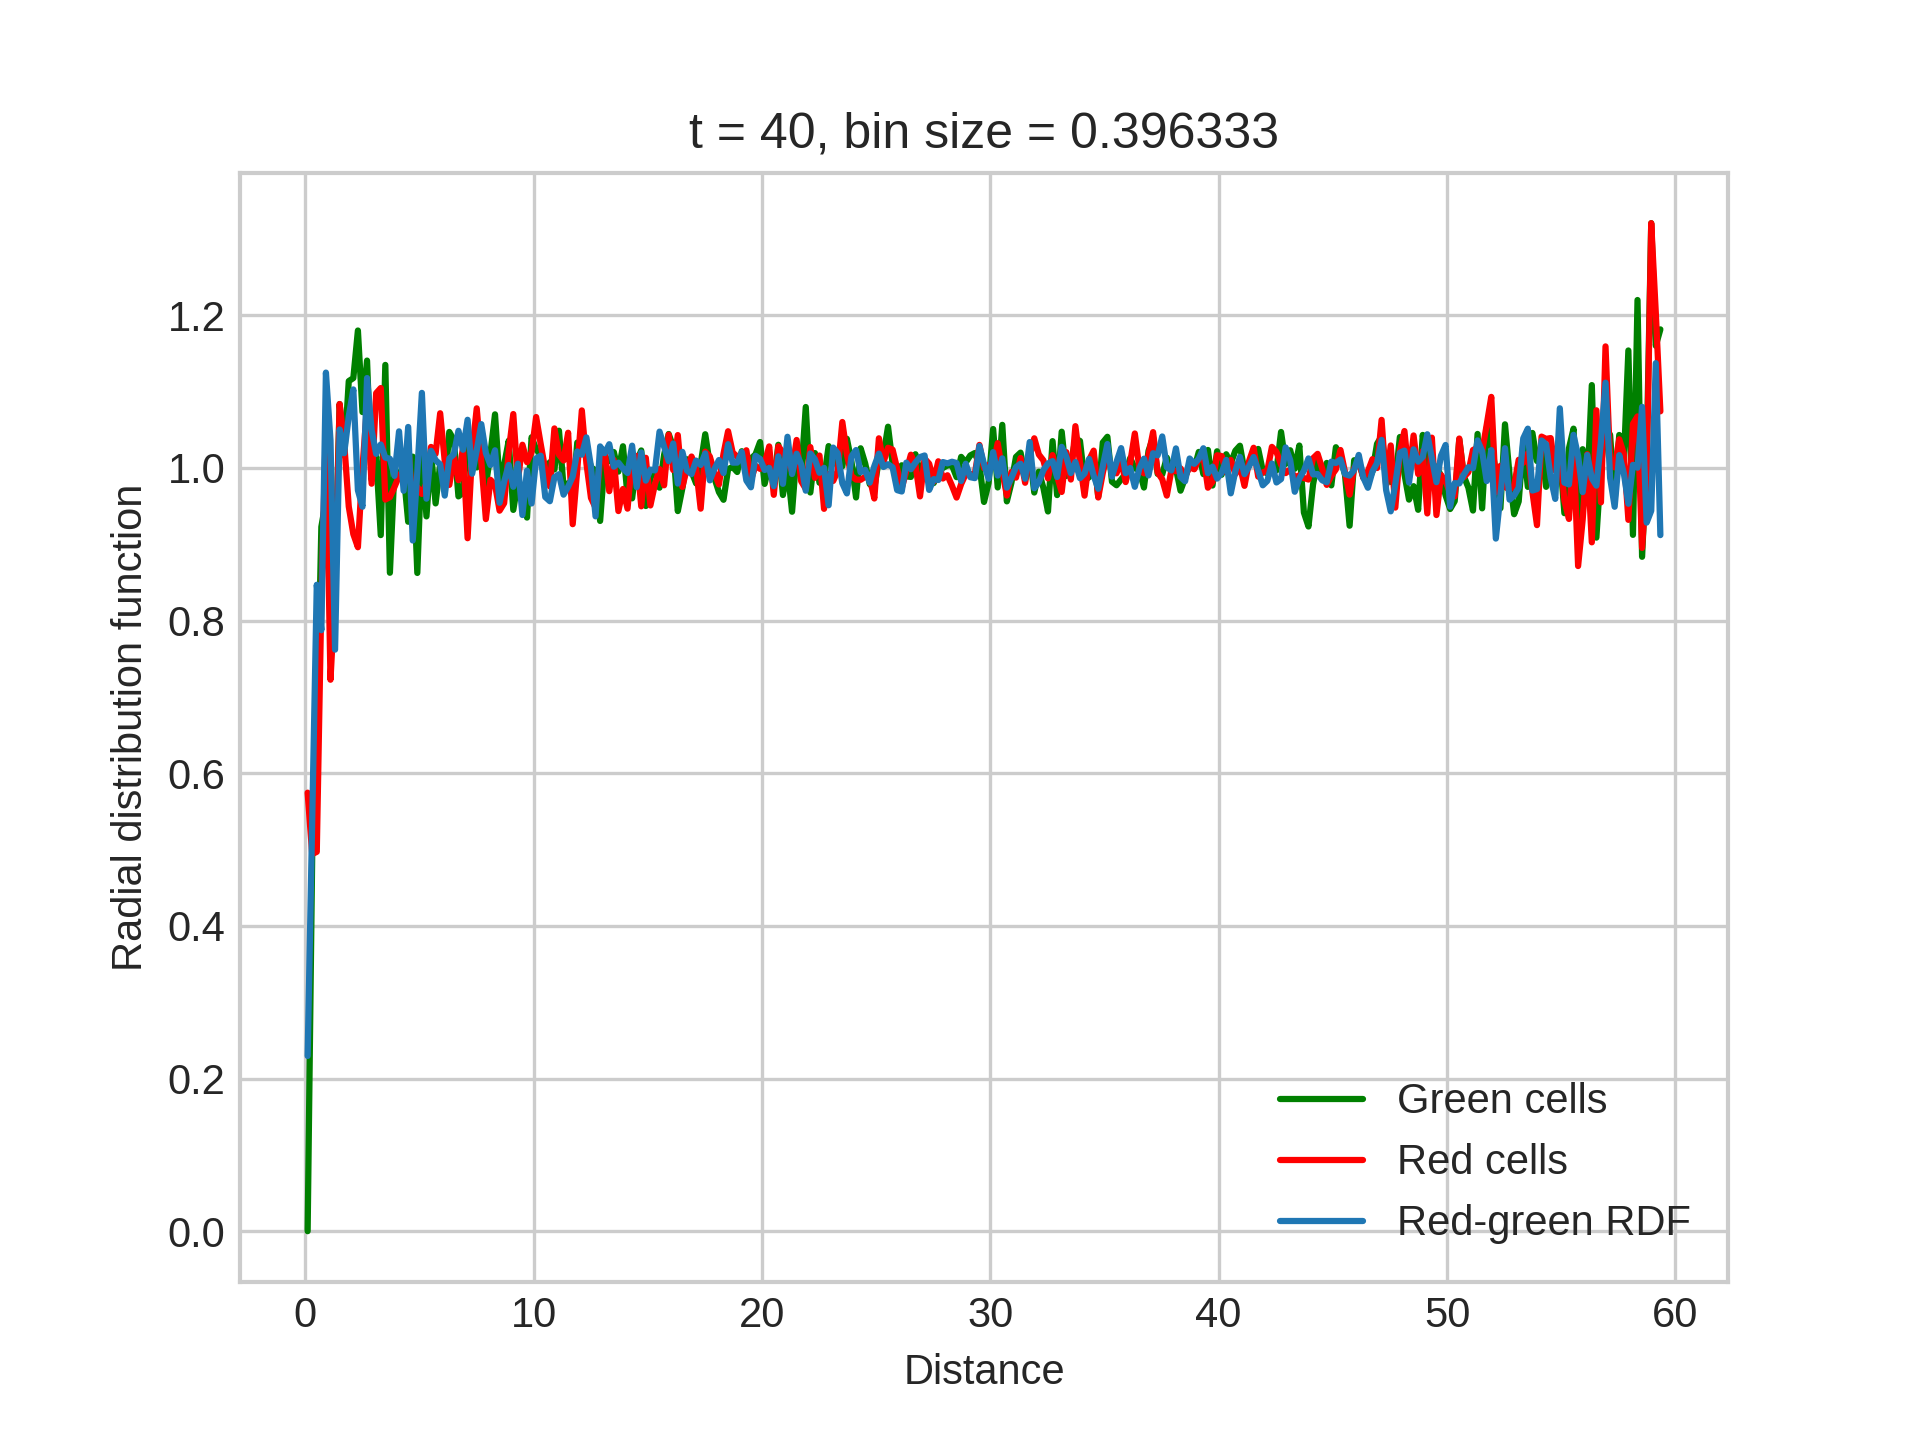 t = 40, bin size = 0.396333
Radial distribution function
1.2
1.0
0.8
0.6
0.4
0.2
0.0
Green cells
Red cells
Red-green RDF
0 10 20 30 40 50 60
Distance